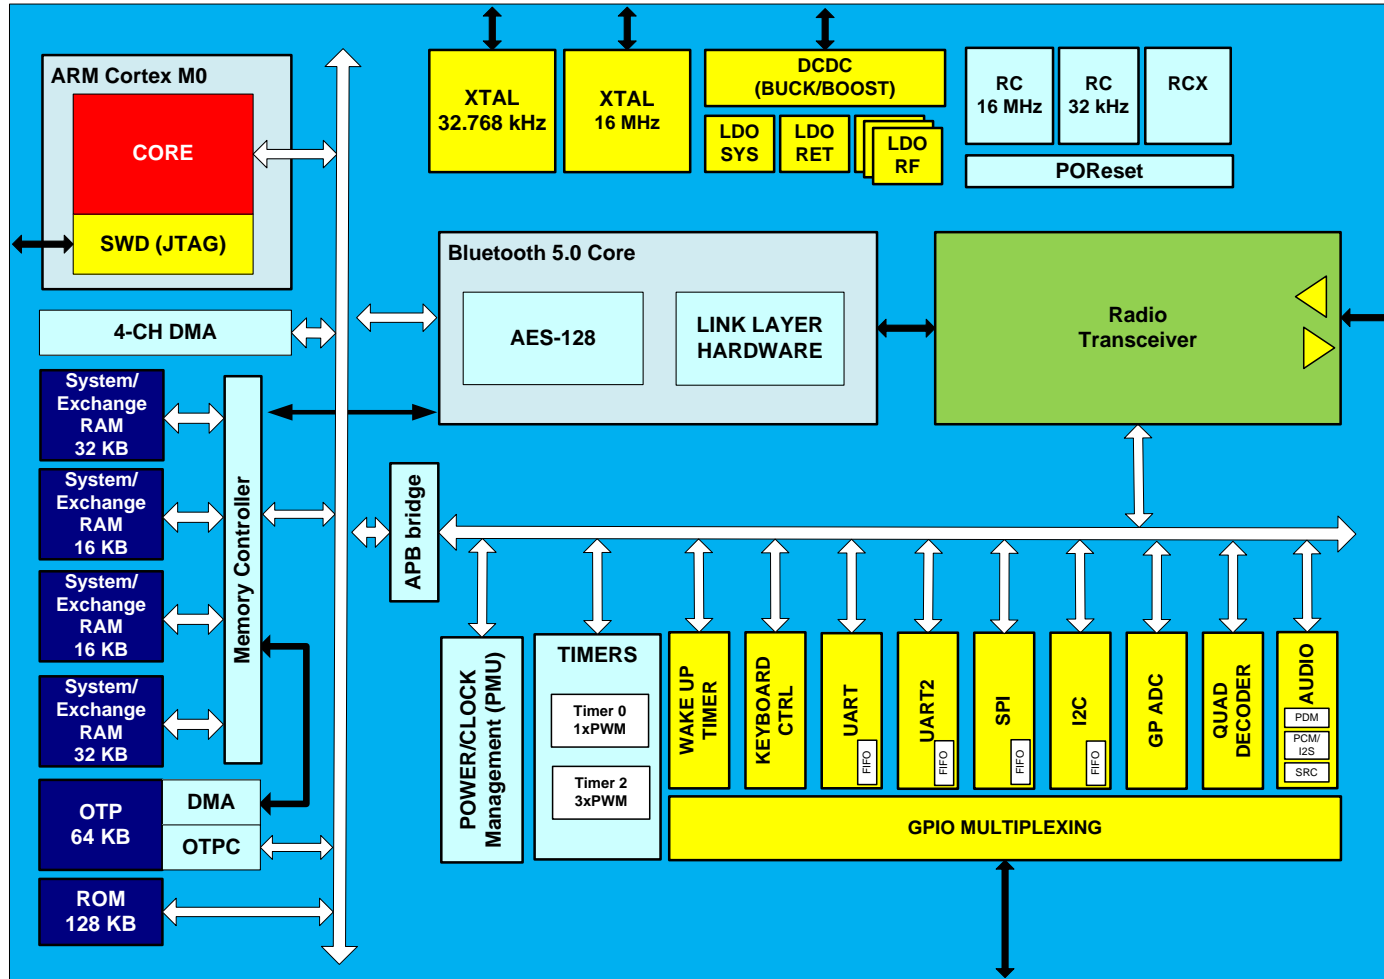 ARM Cortex M0
CORE
SWD (JTAG)
XTAL
32.768 kHz
XTAL
16 MHz
DCDC
(BUCK/BOOST)
LDO
SYS
LDO
RET
LDO
RF
RC
16 MHz
RC
32 kHz
RCX
POReset
4-CH DMA
Bluetooth 5.0 Core
AES-128
LINK LAYER
HARDWARE
Radio
Transceiver
System/
Exchange
RAM
32 KB
System/
Exchange
RAM
16 KB
System/
Exchange
RAM
16 KB
System/
Exchange
RAM
32 KB
Memory Controller
APB bridge
OTP
64 KB
DMA
OTPC
ROM
128 KB
POWER/CLOCK
Management (PMU)
TIMERS
Timer 0
1xPWM
Timer 2
3xPWM
WAKE UP
TIMER
KEYBOARD
CTRL
UART
FIFO
UART2
FIFO
SPI
FIFO
I2C
FIFO
GP ADC
QUAD
DECODER
AUDIO
PDM
PCM/
I2S
SRC
GPIO MULTIPLEXING